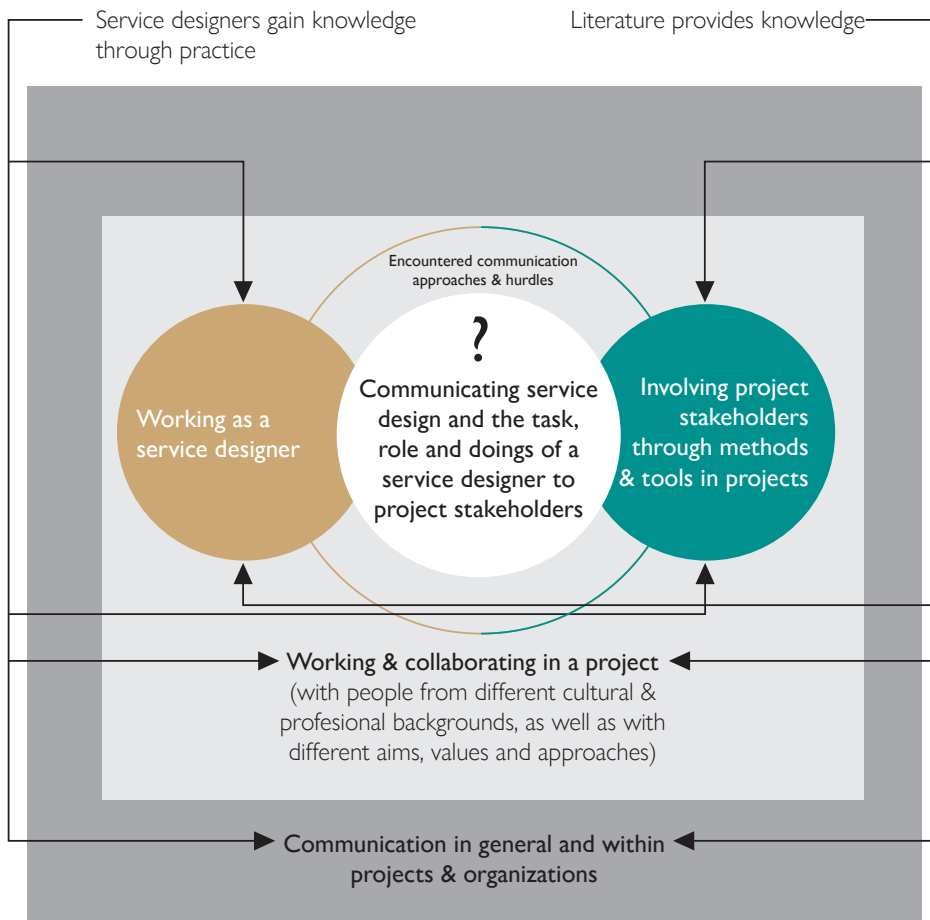 Service designers gain knowledge
through practice
Literature provides knowledge
Encountered communication
approaches & hurdles
?
Communicating service
design and the task,
role and doings of a
service designer to
project stakeholders
Working as a
service designer
Involving project
stakeholders
through methods
& tools in projects
Working & collaborating in a project
(with people from different cultural &
profesional backgrounds, as well as with
different aims, values and approaches)
Communication in general and within
projects & organizations